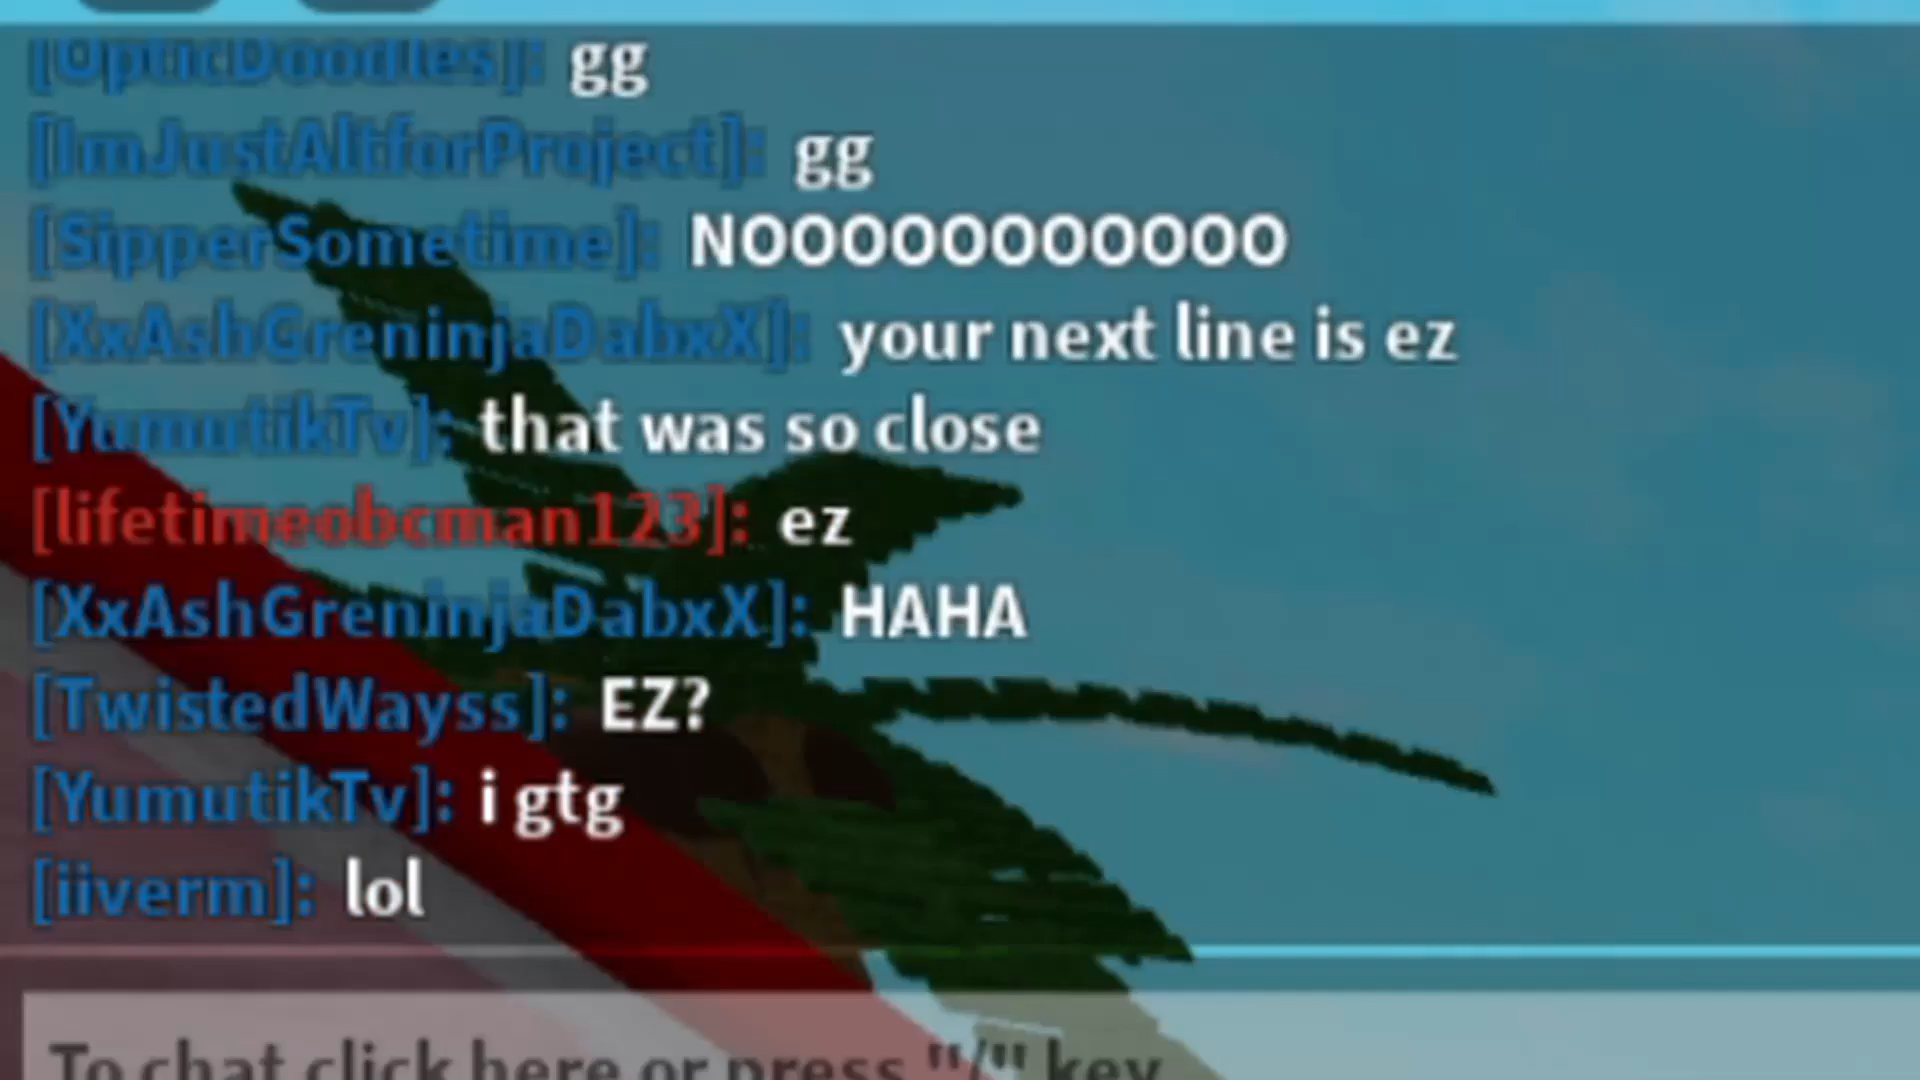 [OpticDoodles]: gg
[ImJustAltforProject]: gg
[SipperSometime]: NOOOOOOOOOOOO
[XxAshGreninjaDabxX]: your next line is ez
[YumutikTv]: that was so close
[lifetimeobcman123]: ez
[XxAshGreninjaDabxX]: HAHA
[TwistedWayss]: EZ?
[YumutikTv]: i gtg
[iiverm]: lol
To chat click here or press "/" key